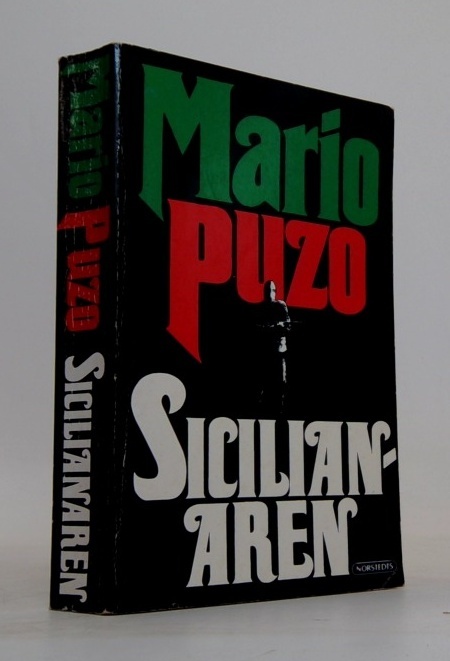 Mario
Puzo
SICILIAN-
AREN
NORSTEDTS
Mario Puzo SICILIANAREN